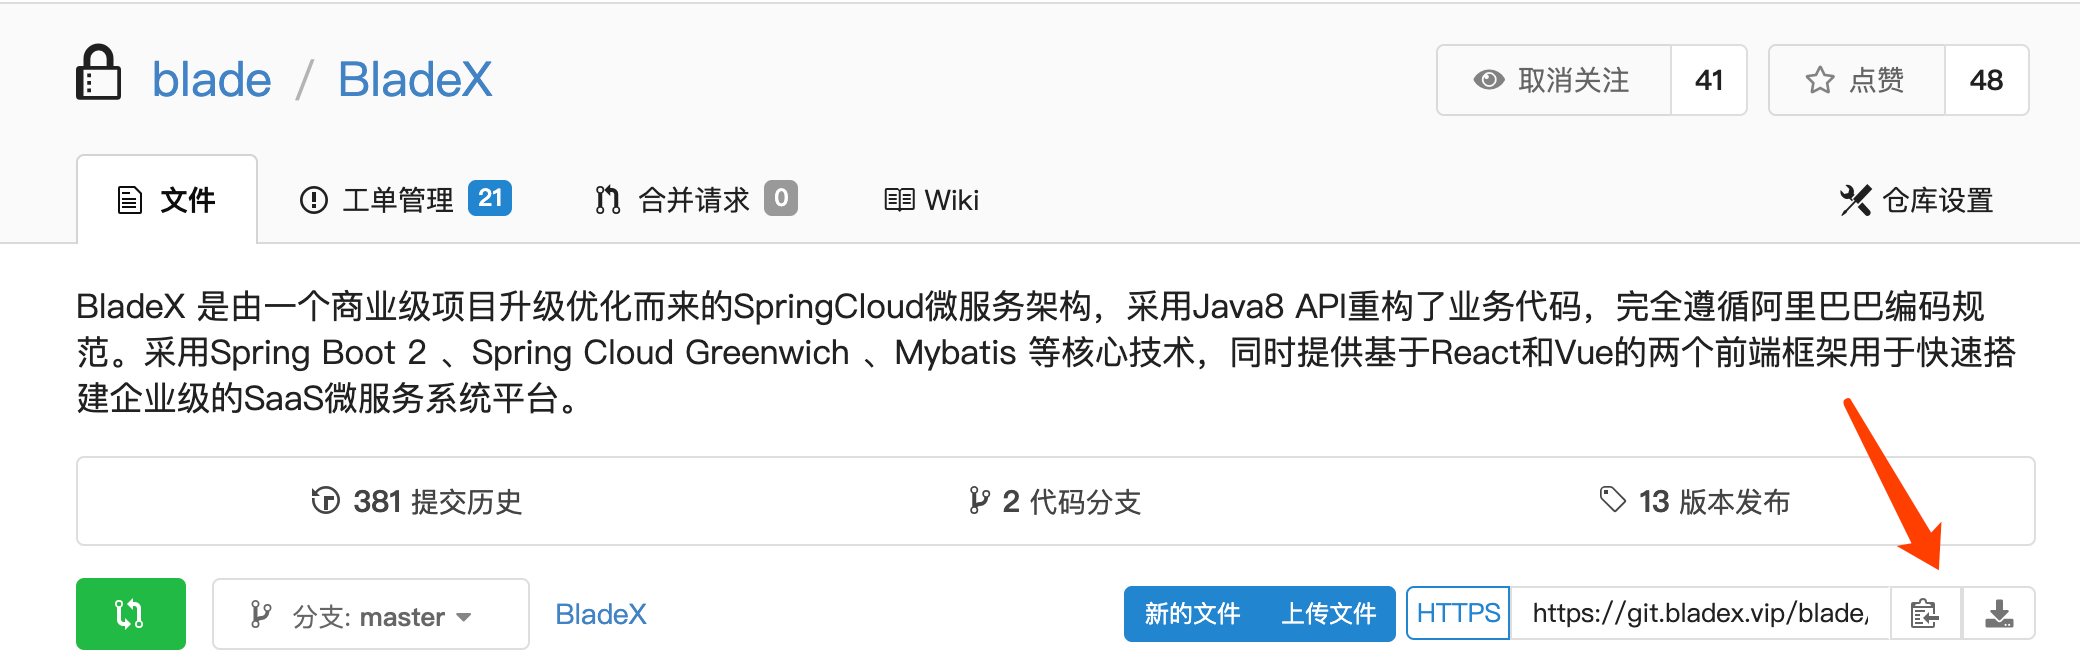 blade / BladeX
取消关注 41 点赞 48
文件 工单管理 21 合并请求 0 Wiki 仓库设置
BladeX 是由一个商业级项目升级优化而来的SpringCloud微服务架构，采用Java8 API重构了业务代码，完全遵循阿里巴巴编码规
范。采用Spring Boot 2 、Spring Cloud Greenwich 、Mybatis 等核心技术，同时提供基于React和Vue的两个前端框架用于快速搭
建企业级的SaaS微服务系统平台。
381 提交历史 2 代码分支 13 版本发布
分支: master BladeX 新的文件 上传文件 HTTPS https://git.bladex.vip/blade/